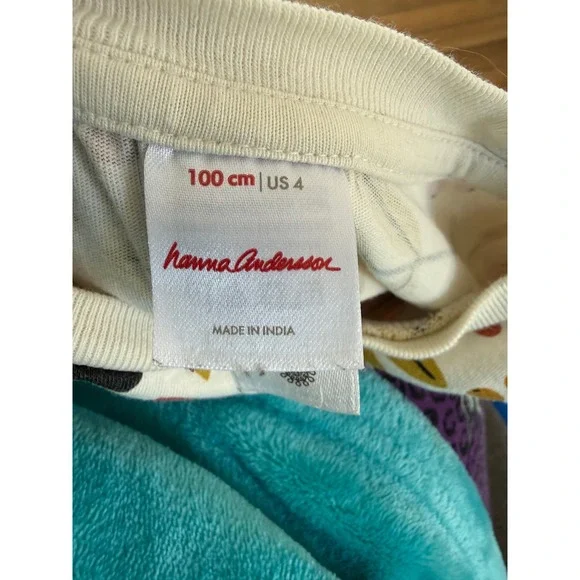 100 cm | US 4
hanna andersson
MADE IN INDIA